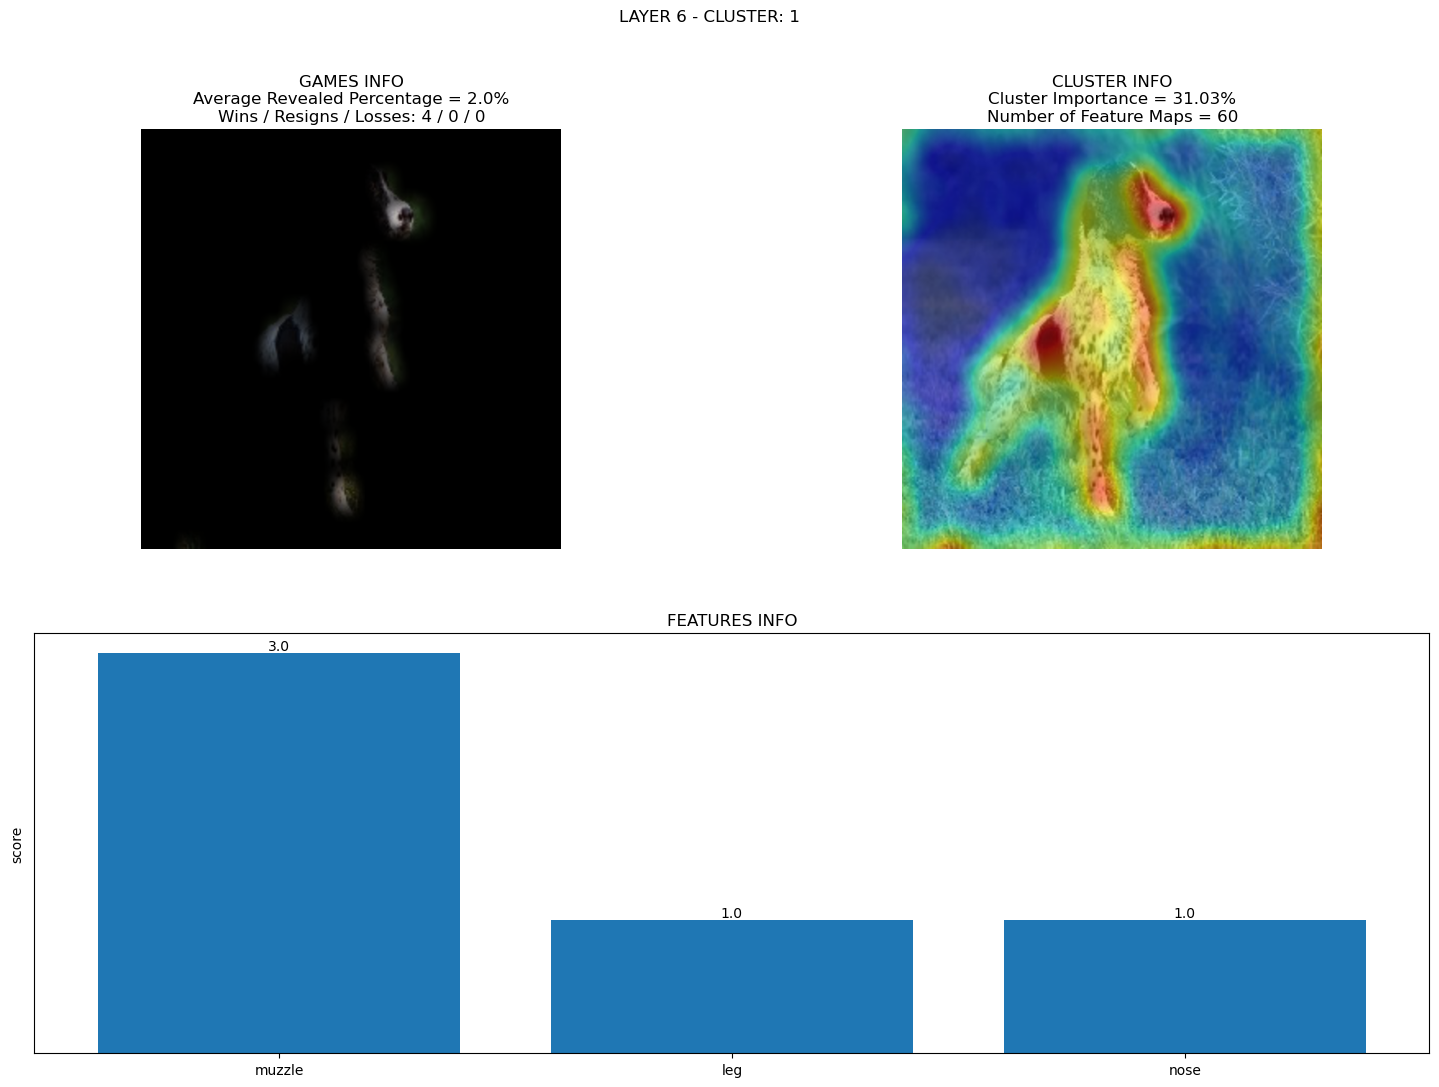 LAYER 6 - CLUSTER: 1
GAMES INFO
Average Revealed Percentage = 2.0%
Wins / Resigns / Losses: 4 / 0 / 0
CLUSTER INFO
Cluster Importance = 31.03%
Number of Feature Maps = 60
FEATURES INFO
score
3.0
1.0
1.0
muzzle
leg
nose